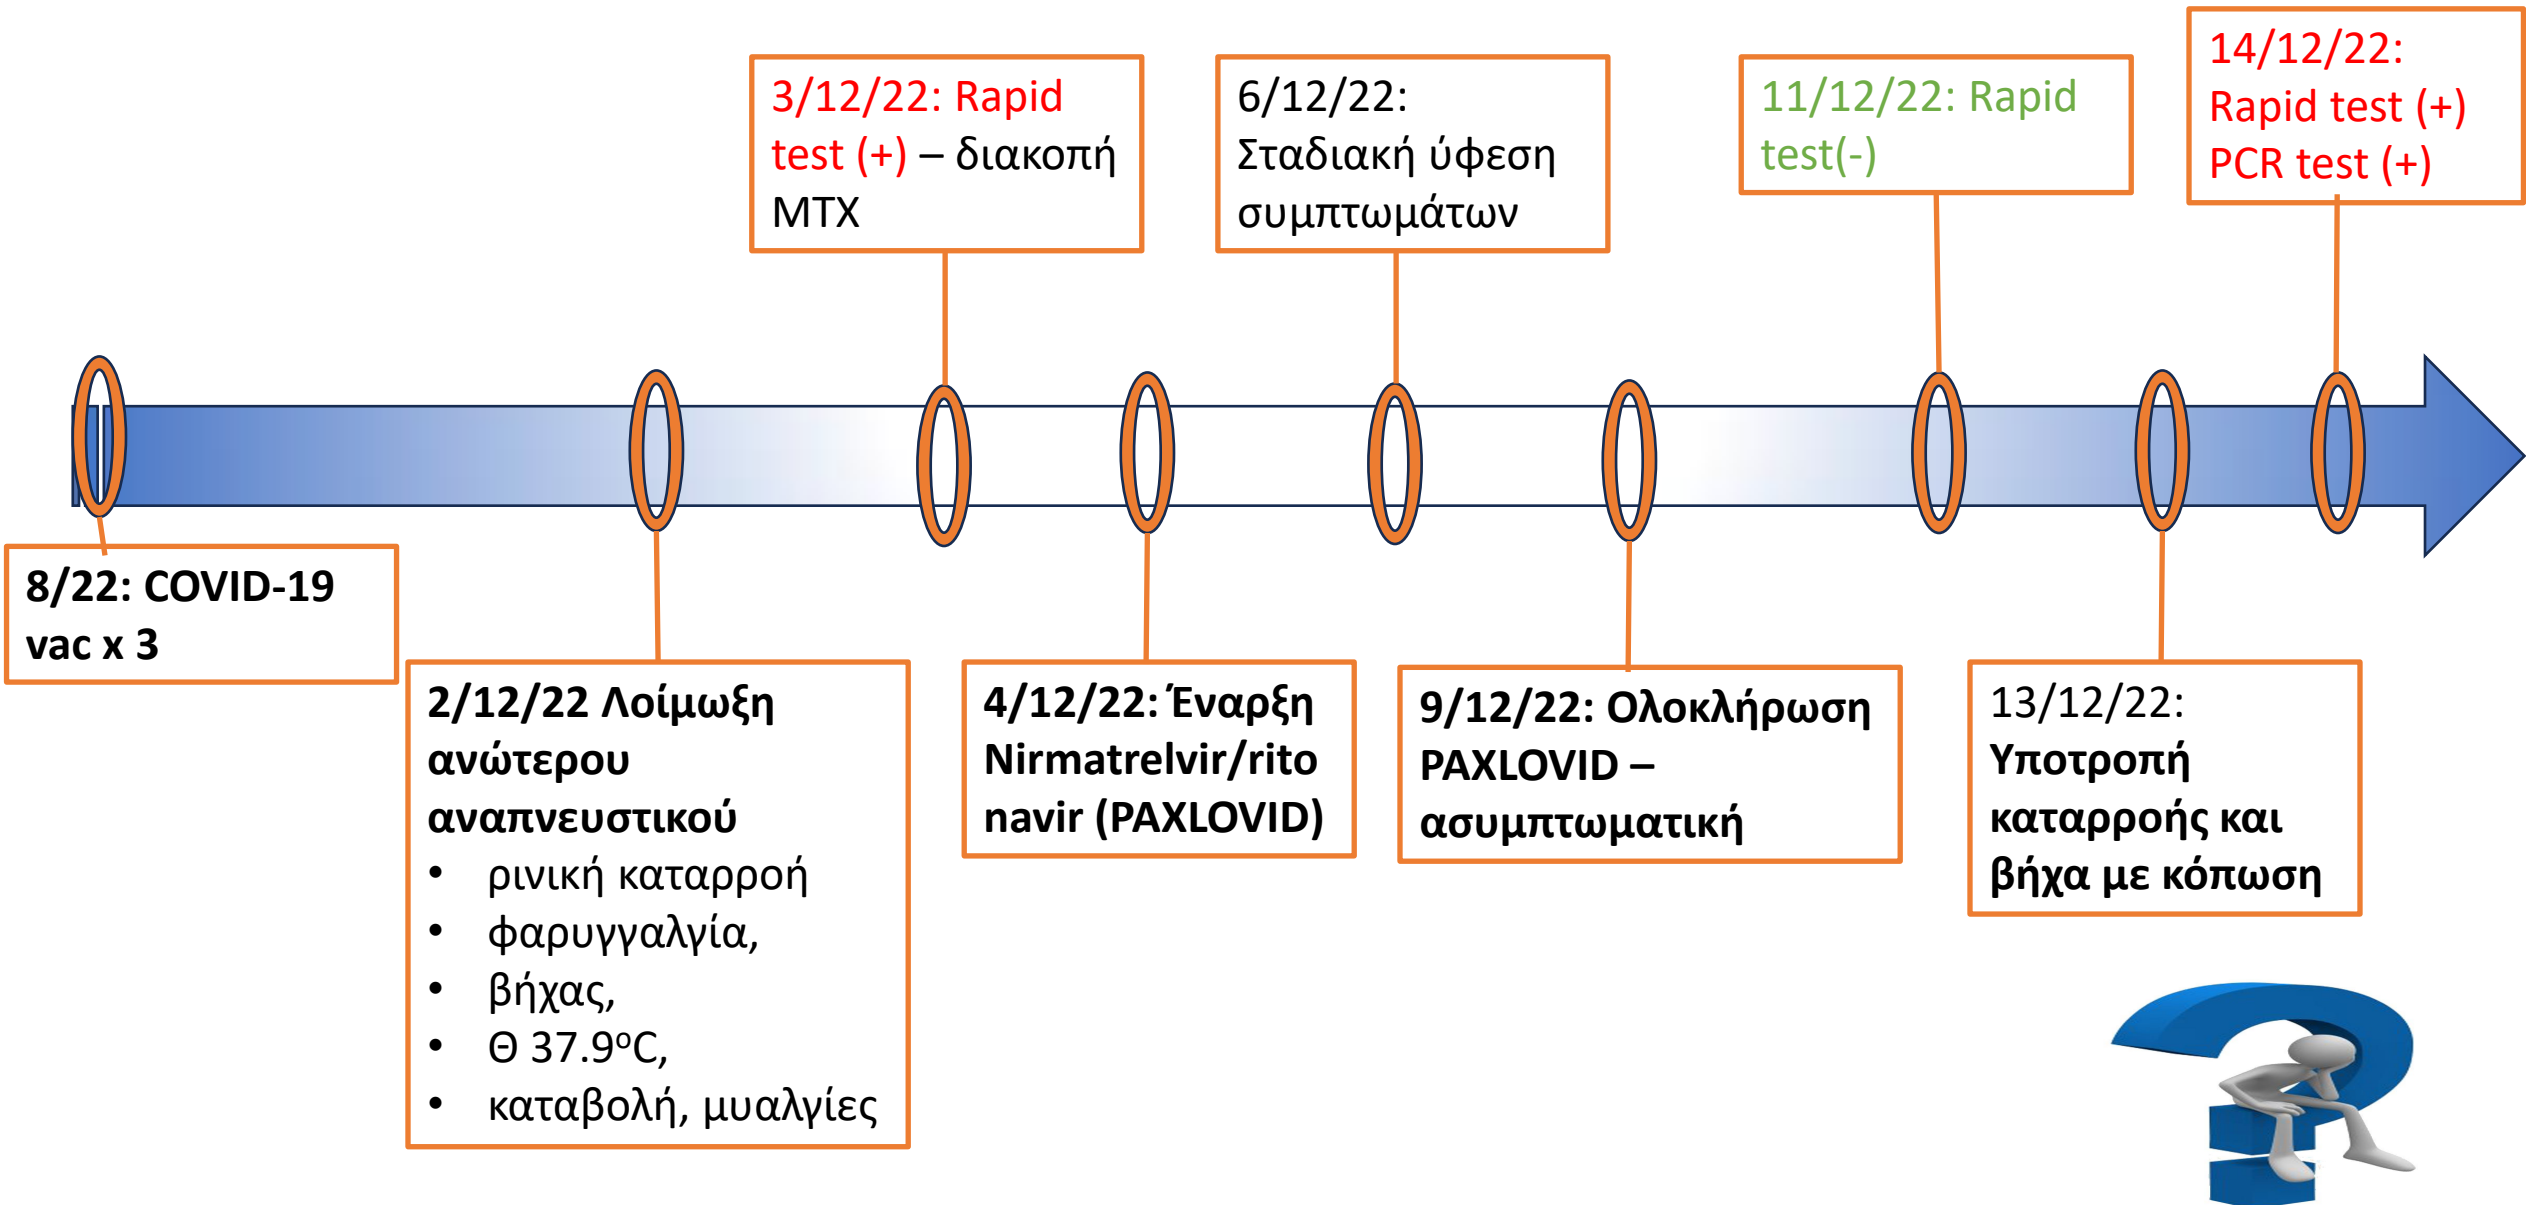 3/12/22: Rapid
test (+) – διακοπή
MTX
6/12/22:
Σταδιακή ύφεση
συμπτωμάτων
11/12/22: Rapid
test(-)
14/12/22:
Rapid test (+)
PCR test (+)
8/22: COVID-19
vac x 3
2/12/22 Λοίμωξη
ανώτερου
αναπνευστικού
• ρινική καταρροή
• φαρυγγαλγία,
• βήχας,
• Θ 37.9°C,
• καταβολή, μυαλγίες
4/12/22: Έναρξη
Nirmatrelvir/rito
navir (PAXLOVID)
9/12/22: Ολοκλήρωση
PAXLOVID –
ασυμπτωματική
13/12/22:
Υποτροπή
καταρροής και
βήχα με κόπωση